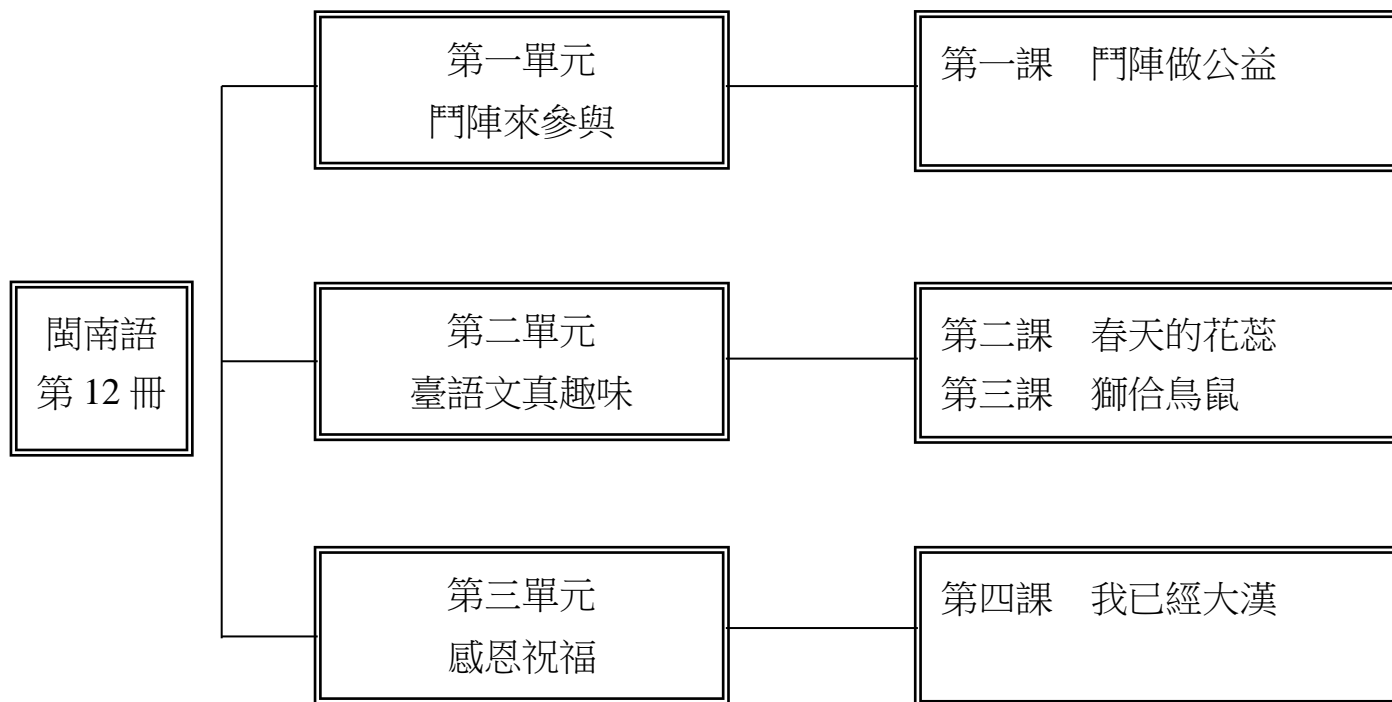 閩南語
第 12 冊
第一單元
鬥陣來參與
第一課　鬥陣做公益
第二單元
臺語文真趣味
第二課　春天的花蕊
第三課　獅佮鳥鼠
第三單元
感恩祝福
第四課　我已經大漢